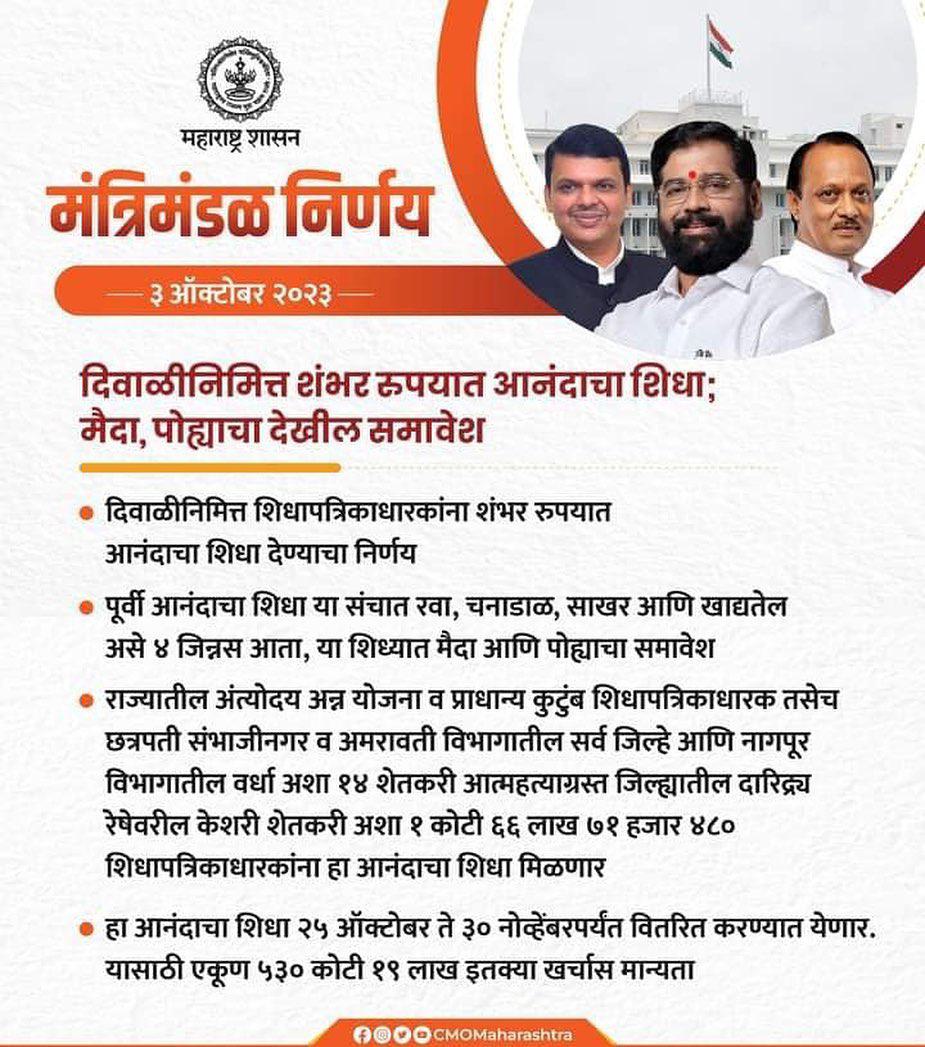 महाराष्ट्र शासन
मंत्रिमंडळ निर्णय
३ ऑक्टोबर २०२३
दिवाळीनिमित्त शंभर रुपयात आनंदाचा शिधा;
मैदा, पोह्याचा देखील समावेश
दिवाळीनिमित्त शिधापत्रिकाधारकांना शंभर रुपयात
आनंदाचा शिधा देण्याचा निर्णय
पूर्वी आनंदाचा शिधा या संचात रवा, चनाडाळ, साखर आणि खाद्यतेल
असे ४ जिन्नस आता, या शिध्यात मैदा आणि पोह्याचा समावेश
राज्यातील अंत्योदय अन्न योजना व प्राधान्य कुटुंब शिधापत्रिकाधारक तसेच
छत्रपती संभाजीनगर व अमरावती विभागातील सर्व जिल्हे आणि नागपूर
विभागातील वर्धा अशा १४ शेतकरी आत्महत्याग्रस्त जिल्ह्यातील दारिद्र्य
रेषेवरील केशरी शेतकरी अशा १ कोटी ६६ लाख ७१ हजार ४८०
शिधापत्रिकाधारकांना हा आनंदाचा शिधा मिळणार
हा आनंदाचा शिधा २५ ऑक्टोबर ते ३० नोव्हेंबरपर्यंत वितरित करण्यात येणार.
यासाठी एकूण ५३० कोटी १९ लाख इतक्या खर्चास मान्यता
CMOMaharashtra